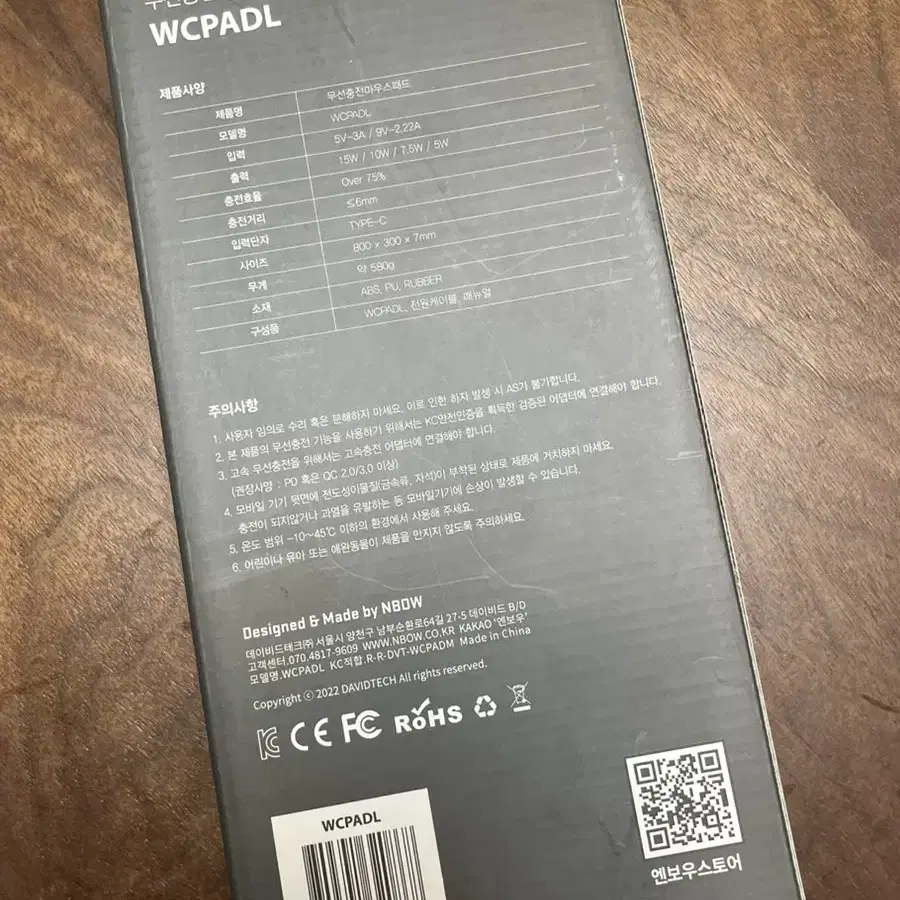 WCPADL
제품사양
제품명 무선충전마우스패드
모델명 WCPADL
입력 5V-3A / 9V-2.22A
출력 15W / 10W / 7.5W / 5W
충전효율 Over 75%
충전거리 ≤6mm
입력단자 TYPE-C
사이즈 800 x 300 x 7mm
무게 약 580g
소재 ABS, PU, RUBBER
구성품 WCPADL, 전원케이블, 매뉴얼
주의사항
1. 사용자 임의로 수리 혹은 분해하지 마세요. 이로 인한 하자 발생 시 AS가 불가합니다.
2. 본 제품의 무선충전 기능을 사용하기 위해서는 KC안전인증을 획득한 검증된 어댑터에 연결해야 합니다.
3. 고속 무선충전을 위해서는 고속충전 어댑터에 연결해야 합니다.
(권장사양 : PD 혹은 QC 2.0/3.0 이상)
4. 모바일 기기 뒷면에 전도성이물질(금속류, 자석)이 부착된 상태로 제품에 거치하지 마세요.
충전이 되지않거나 과열을 유발하는 등 모바일기기에 손상이 발생할 수 있습니다.
5. 온도 범위 -10~45℃ 이하의 환경에서 사용해 주세요.
6. 어린이나 유아 또는 애완동물이 제품을 만지지 않도록 주의하세요.
Designed & Made by NBOW
데이비드테크㈜ 서울시 양천구 남부순환로64길 27-5 데이비드 B/D
고객센터.070.4817-9609 WWW.NBOW.CO.KR KAKAO '엔보우'
모델명.WCPADL KC적합.R-R-DVT-WCPADM Made in China
Copyright ⓒ 2022 DAVIDTECH All rights reserved.
CE FC RoHS
WCPADL
엔보우스토어